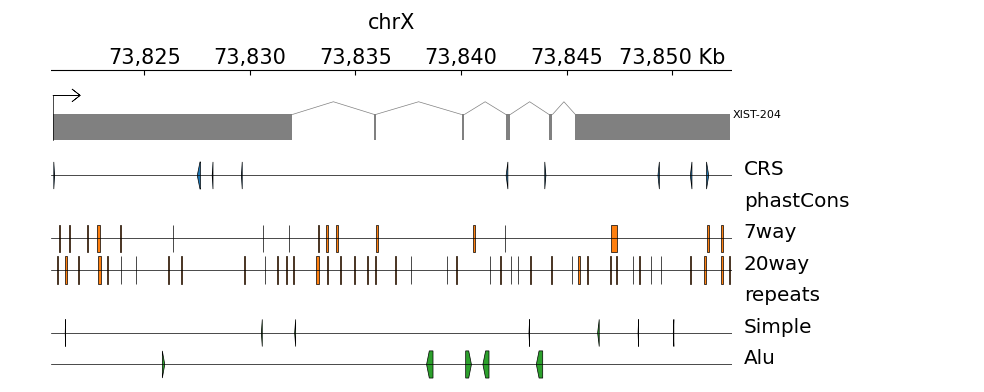 chrX
73,825 73,830 73,835 73,840 73,845 73,850 Kb
XIST-204
CRS
phastCons
7way
20way
repeats
Simple
Alu